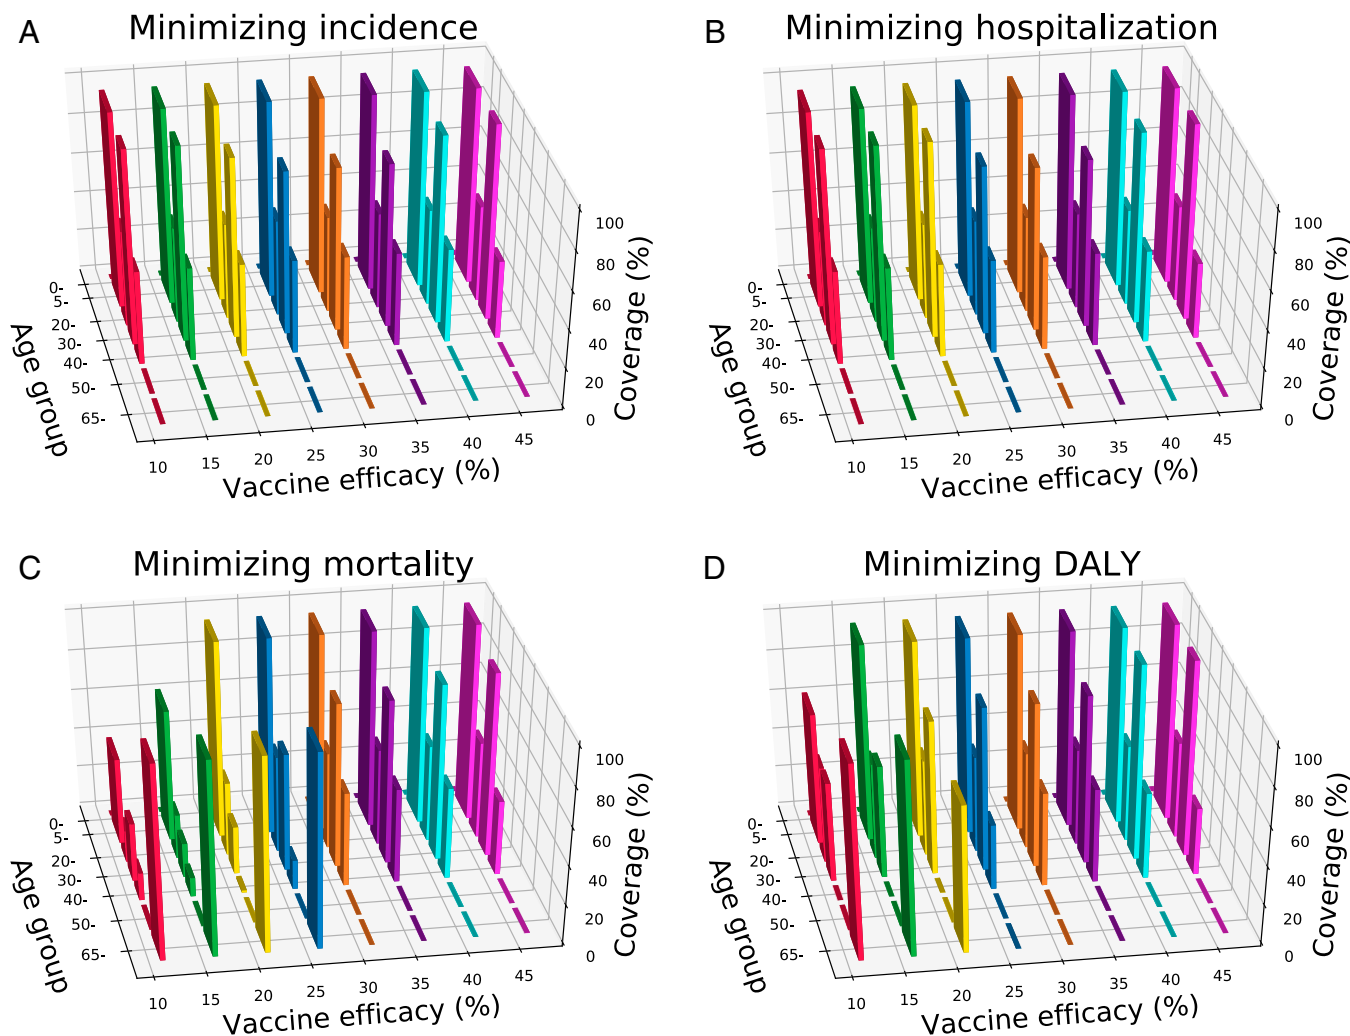 A Minimizing incidence
0-
5-
20-
30-
40-
50-
65-
Age group
10 15 20 25 30 35 40 45
Vaccine efficacy (%)
100
80
60
40
20
0
Coverage (%)
B Minimizing hospitalization
0-
5-
20-
30-
40-
50-
65-
Age group
10 15 20 25 30 35 40 45
Vaccine efficacy (%)
100
80
60
40
20
0
Coverage (%)
C Minimizing mortality
0-
5-
20-
30-
40-
50-
65-
Age group
10 15 20 25 30 35 40 45
Vaccine efficacy (%)
100
80
60
40
20
0
Coverage (%)
D Minimizing DALY
0-
5-
20-
30-
40-
50-
65-
Age group
10 15 20 25 30 35 40 45
Vaccine efficacy (%)
100
80
60
40
20
0
Coverage (%)